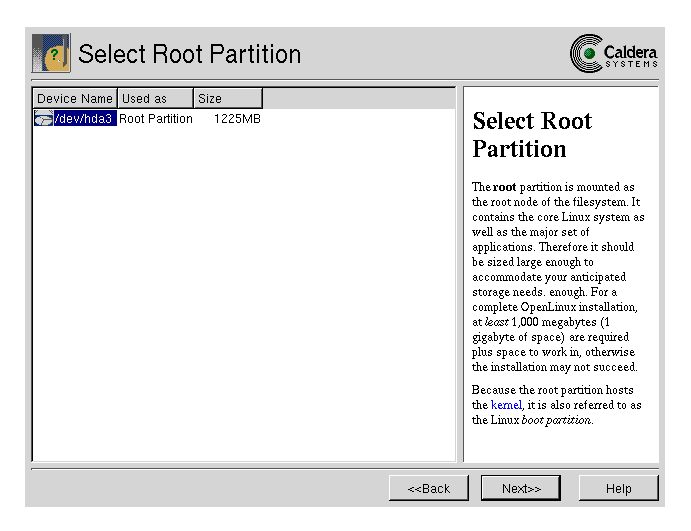 Select Root Partition
Caldera
SYSTEMS
Device Name Used as Size
/dev/hda3 Root Partition 1225MB
Select Root
Partition
The root partition is mounted as
the root node of the filesystem. It
contains the core Linux system as
well as the major set of
applications. Therefore it should
be sized large enough to
accommodate your anticipated
storage needs. enough. For a
complete OpenLinux installation,
at least 1,000 megabytes (1
gigabyte of space) are required
plus space to work in, otherwise
the installation may not succeed.
Because the root partition hosts
the kernel, it is also referred to as
the Linux boot partition.
<<Back Next>> Help